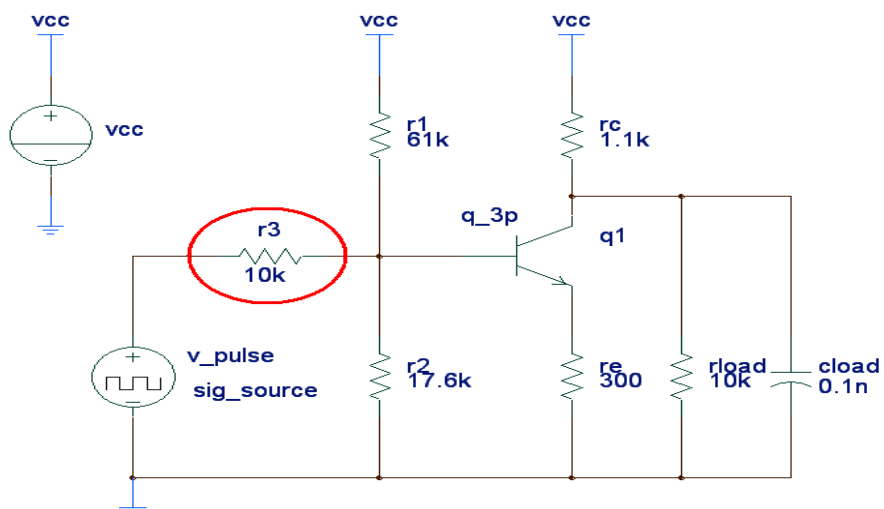 vcc
vcc
vcc
+
vcc
−
r1
61k
rc
1.1k
q_3p
q1
r3
10k
+
v_pulse
−
sig_source
r2
17.6k
re
300
rload
10k
cload
0.1n